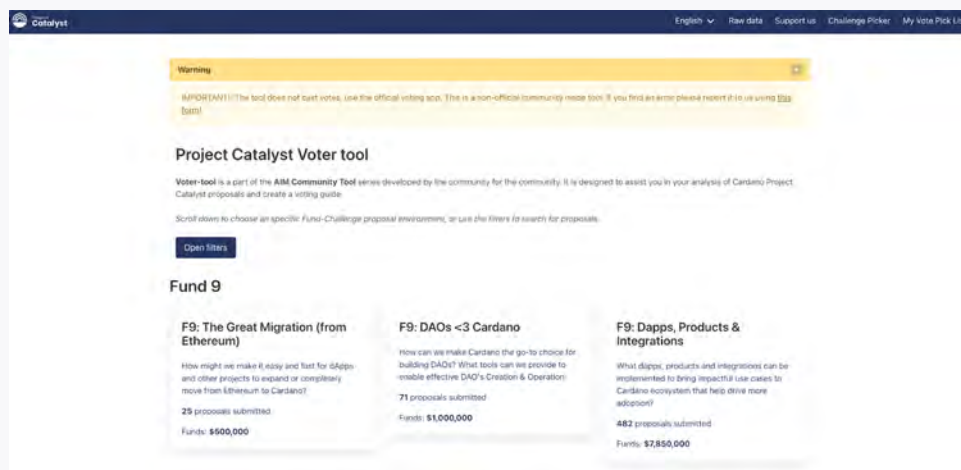 Catalyst
English Raw data Support us Challenge Picker My Vote Pick Li
Warning
IMPORTANT!! The tool does not cast votes, use the official voting app. This is a non-official community made tool. If you find an error please report it to us using this
form!
Project Catalyst Voter tool
Voter-tool is a part of the AIM Community Tool series developed by the community for the community. It is designed to assist you in your analysis of Cardano Project
Catalyst proposals and create a voting guide.
Scroll down to choose an specific Fund-Challenge proposal environment, or use the filters to search for proposals.
Open filters
Fund 9
F9: The Great Migration (from
Ethereum)
How might we make it easy and fast for dApps
and other projects to expand or completely
move from Ethereum to Cardano?
25 proposals submitted
Funds: $500,000
F9: DAOs <3 Cardano
How can we make Cardano the go-to choice for
building DAOs? What tools can we provide to
enable effective DAO's Creation & Operation
71 proposals submitted
Funds: $1,000,000
F9: Dapps, Products &
Integrations
What dapps, products and integrations can be
implemented to bring impactful use cases to
Cardano ecosystem that help drive more
adoption?
482 proposals submitted
Funds: $7,850,000